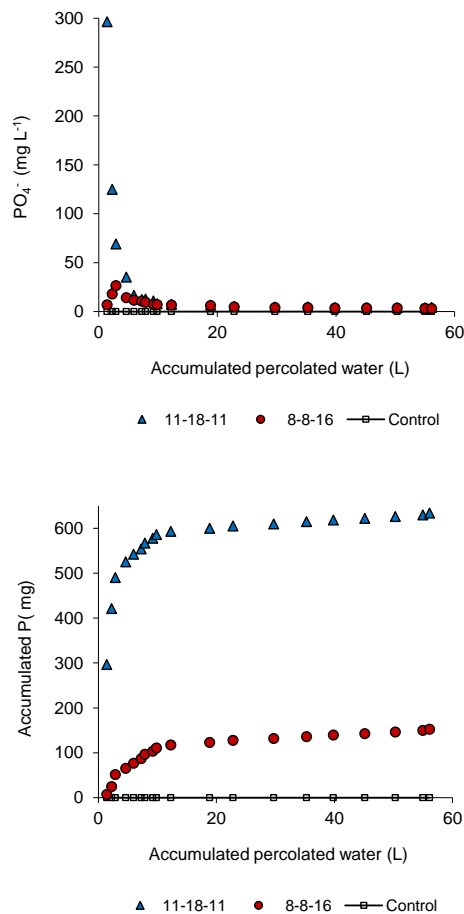 300
250
200
150
100
50
0
PO₄⁻ (mg L⁻¹)
0 20 40 60
Accumulated percolated water (L)
11-18-11 8-8-16 Control
600
500
400
300
200
100
0
Accumulated P( mg)
0 20 40 60
Accumulated percolated water (L)
11-18-11 8-8-16 Control